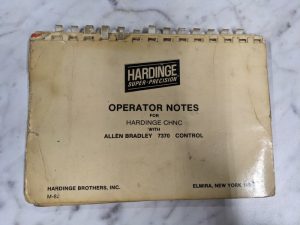 HARDINGE
SUPER-PRECISION
OPERATOR NOTES
FOR
HARDINGE CHNC
WITH
ALLEN BRADLEY 7370 CONTROL
HARDINGE BROTHERS, INC.
ELMIRA, NEW YORK